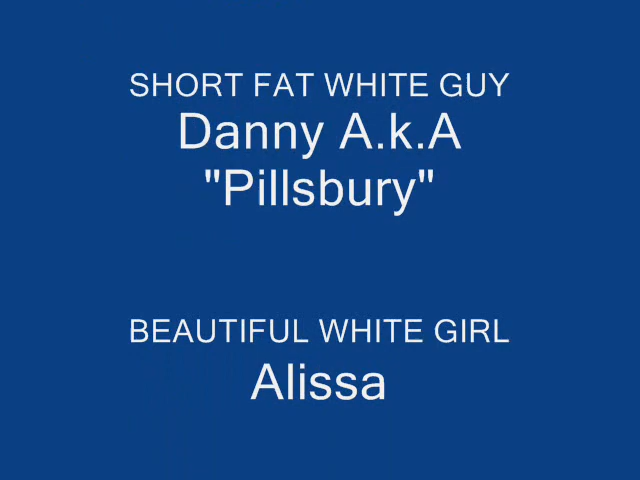 SHORT FAT WHITE GUY
Danny A.k.A
"Pillsbury"
BEAUTIFUL WHITE GIRL
Alissa